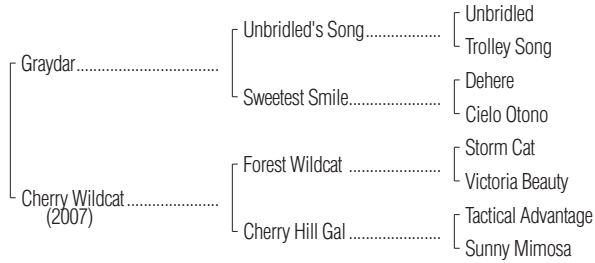 Unbridled
Unbridled's Song...................
Trolley Song
Graydar...................................
Dehere
Sweetest Smile.......................
Cielo Otono
Storm Cat
Forest Wildcat .......................
Victoria Beauty
Cherry Wildcat.......................
(2007)
Tactical Advantage
Cherry Hill Gal .......................
Sunny Mimosa